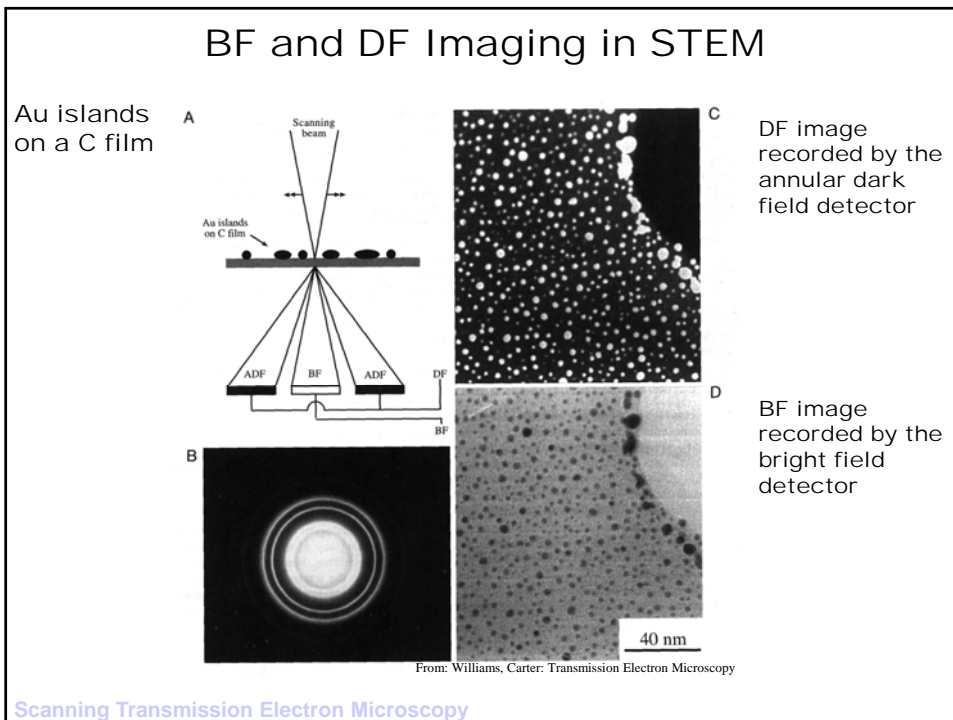 BF and DF Imaging in STEM
Au islands
on a C film
A
Scanning
beam
Au islands
on C film
ADF
BF
ADF
DF
BF
B
C
DF image
recorded by the
annular dark
field detector
D
BF image
recorded by the
bright field
detector
40 nm
From: Williams, Carter: Transmission Electron Microscopy
Scanning Transmission Electron Microscopy